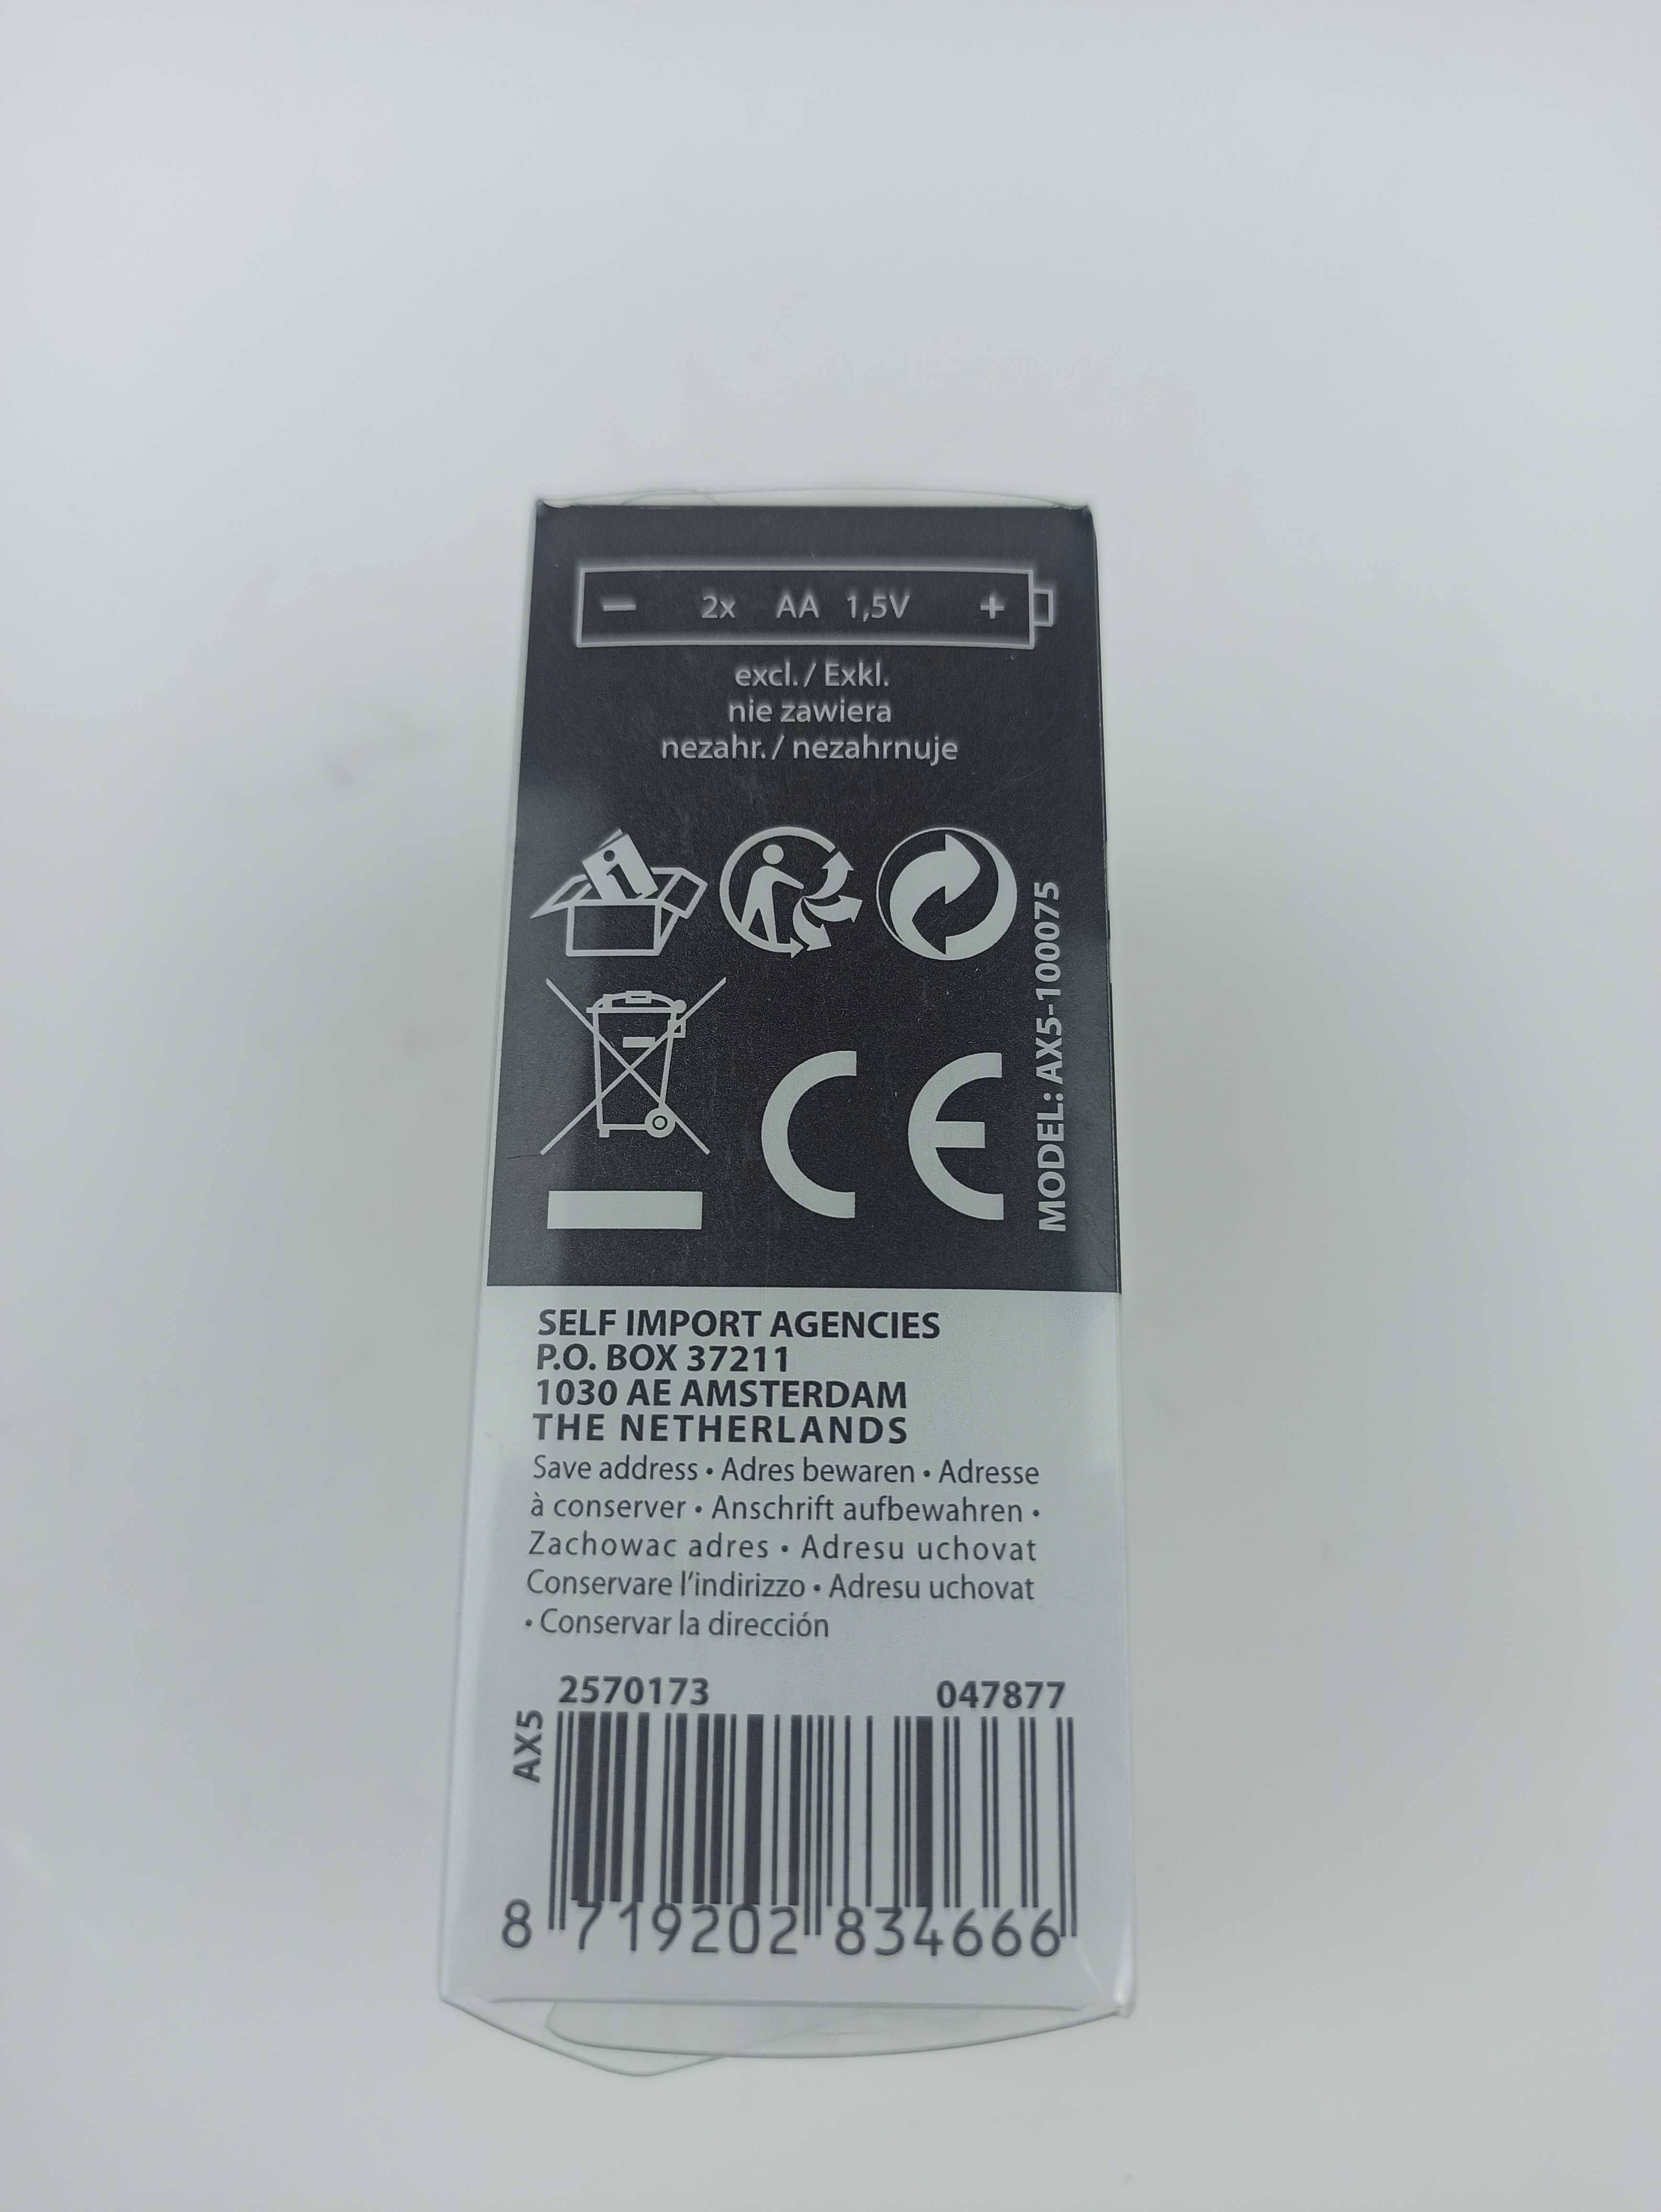 − 2x AA 1,5V +
excl./ Exkl.
nie zawiera
nezahr./ nezahrnuje
i
CE
MODEL: AX5-100075
SELF IMPORT AGENCIES
P.O. BOX 37211
1030 AE AMSTERDAM
THE NETHERLANDS
Save address • Adres bewaren • Adresse
à conserver • Anschrift aufbewahren •
Zachowac adres • Adresu uchovat
Conservare l'indirizzo • Adresu uchovat
• Conservar la dirección
2570173 047877
AX5
8 719202 834666